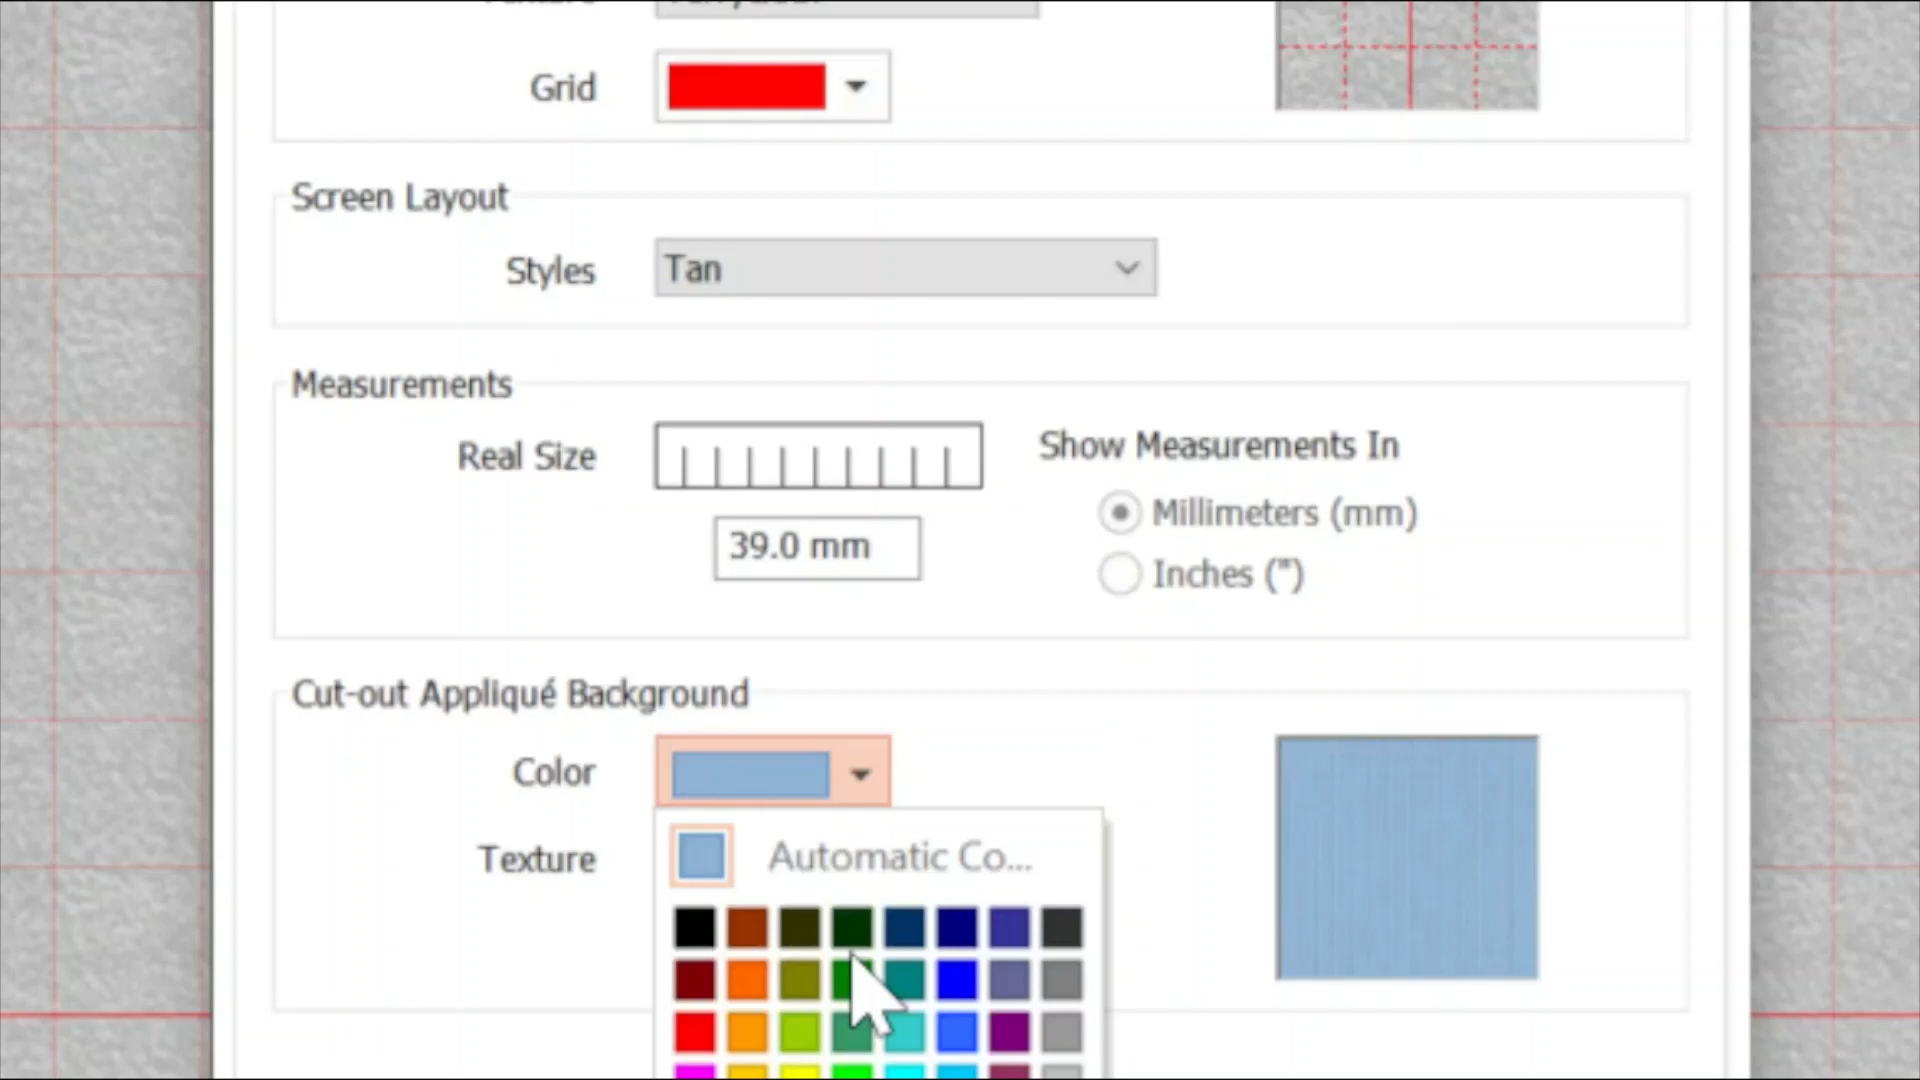 Grid
Screen Layout
Styles Tan
Measurements
Real Size
Show Measurements In
Millimeters (mm)
39.0 mm
Inches (")
Cut-out Appliqué Background
Color
Texture
Automatic Co...